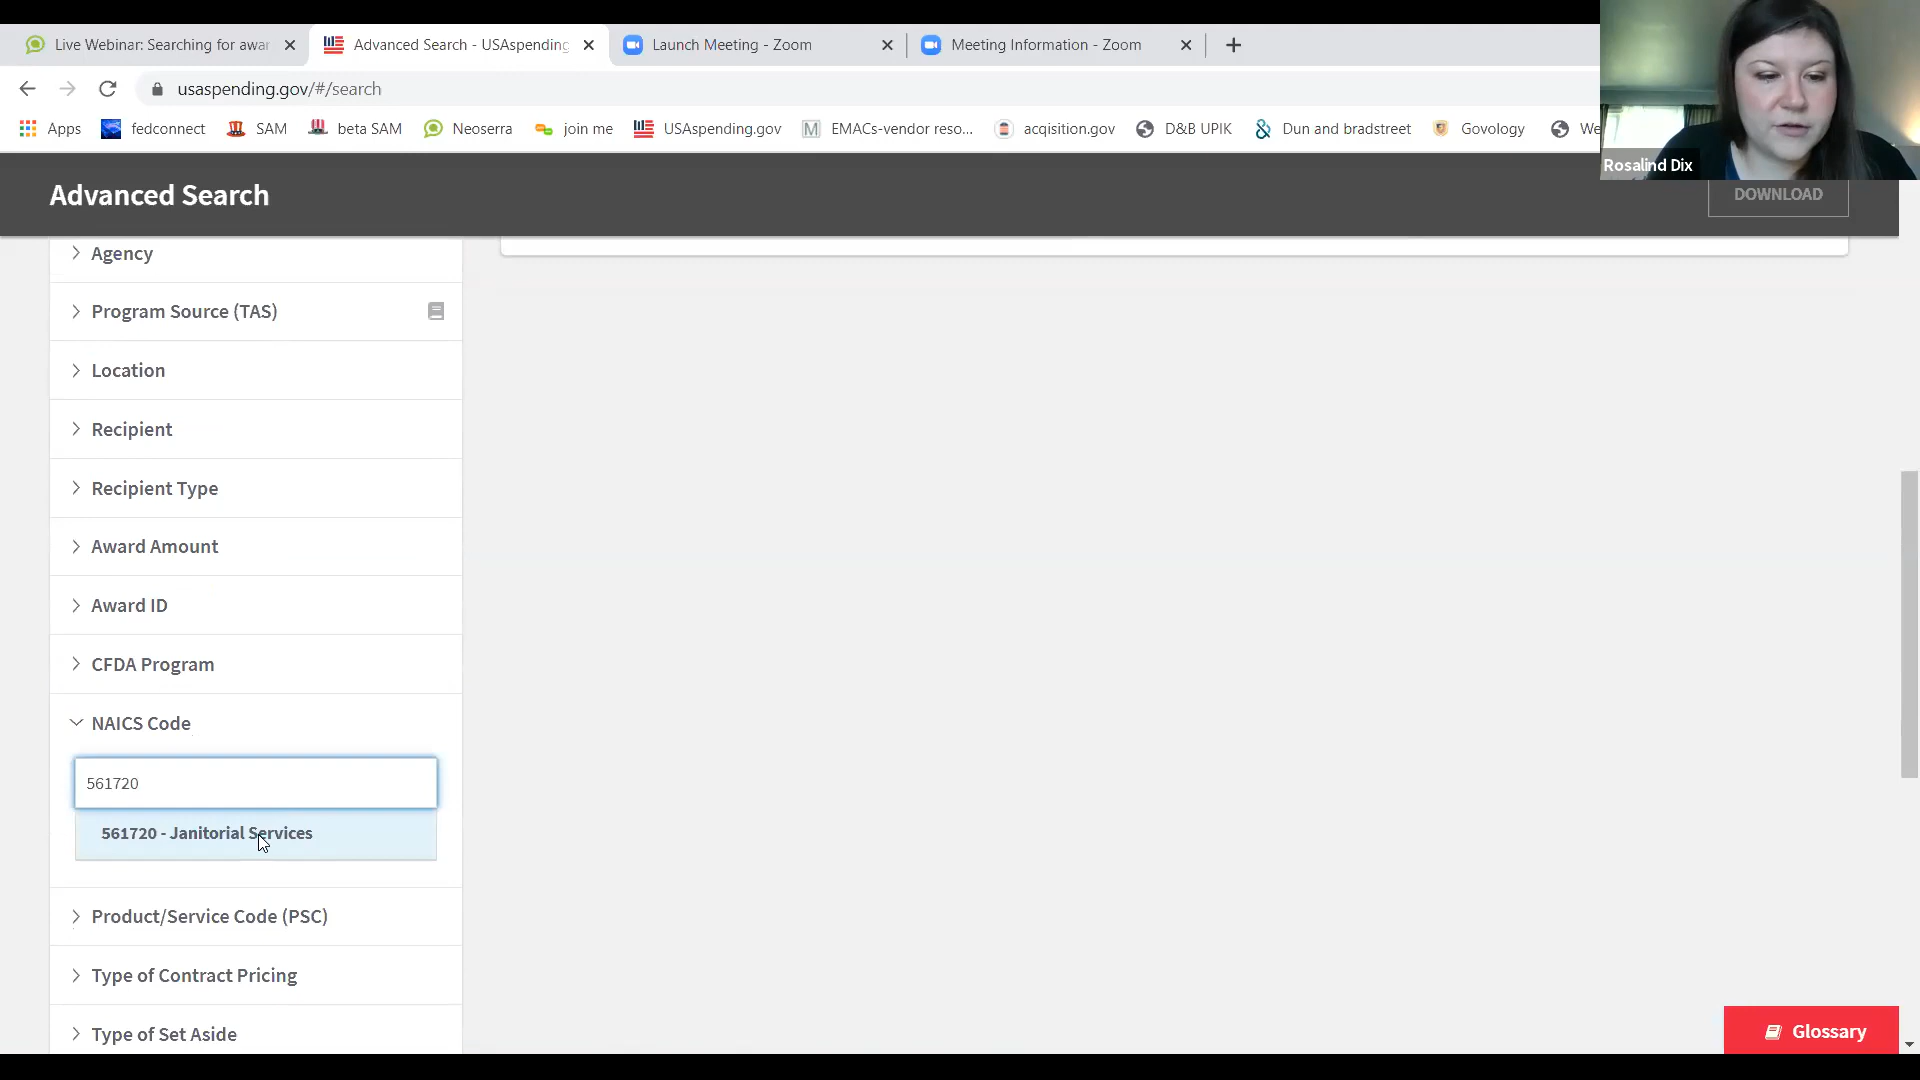 Live Webinar: Searching for awar
Advanced Search - USAspending
Launch Meeting - Zoom
Meeting Information - Zoom
usaspending.gov/#/search
Apps
fedconnect
SAM
beta SAM
Neoserra
join me
USAspending.gov
M
EMACs-vendor reso...
acqisition.gov
D&B UPIK
Dun and bradstreet
Govology
We
Rosalind Dix
Advanced Search
DOWNLOAD
Agency
Program Source (TAS)
Location
Recipient
Recipient Type
Award Amount
Award ID
CFDA Program
NAICS Code
561720
561720 - Janitorial Services
Product/Service Code (PSC)
Type of Contract Pricing
Type of Set Aside
Glossary